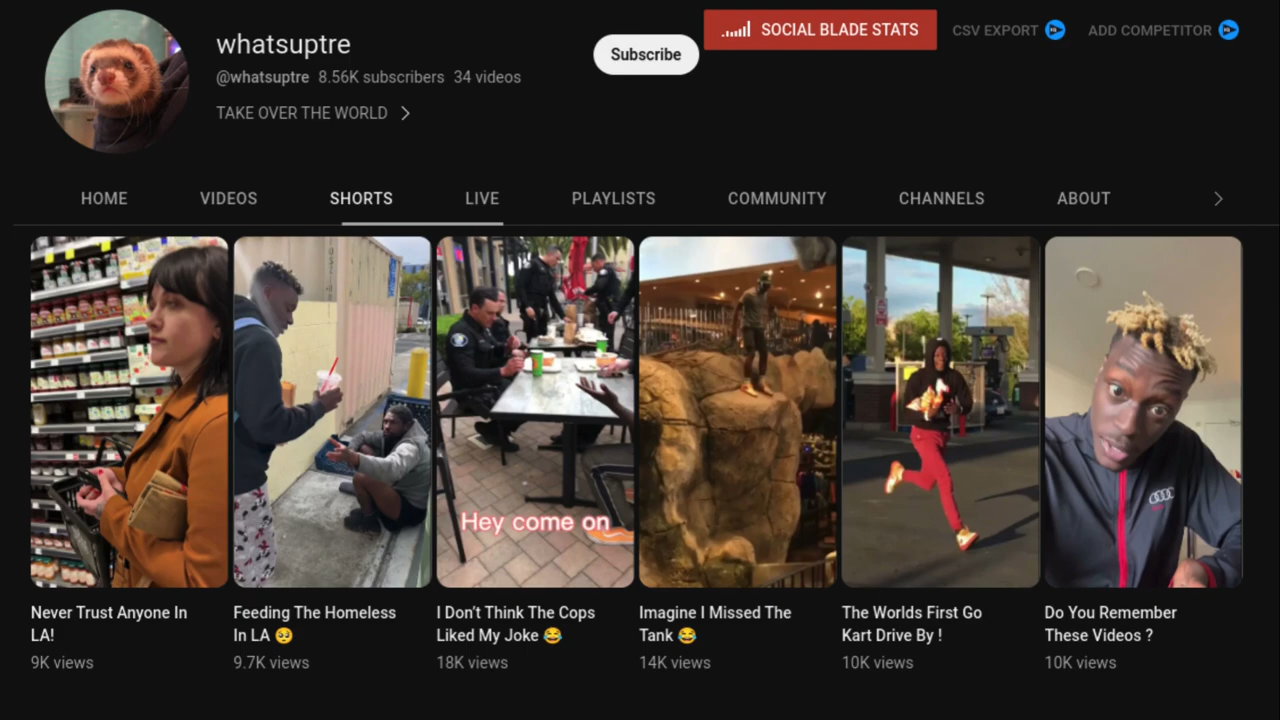 whatsuptre
@whatsuptre 8.56K subscribers 34 videos
TAKE OVER THE WORLD
Subscribe
SOCIAL BLADE STATS
CSV EXPORT
ADD COMPETITOR
HOME VIDEOS SHORTS LIVE PLAYLISTS COMMUNITY CHANNELS ABOUT
Hey come on
Never Trust Anyone In
LA!
9K views
Feeding The Homeless
In LA 🥺
9.7K views
I Don't Think The Cops
Liked My Joke 😂
18K views
Imagine I Missed The
Tank 😂
14K views
The Worlds First Go
Kart Drive By !
10K views
Do You Remember
These Videos ?
10K views